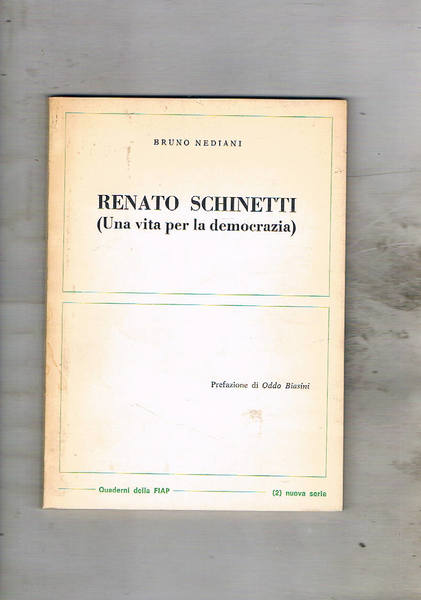 BRUNO NEDIANI
RENATO SCHINETTI
(Una vita per la democrazia)
Prefazione di Oddo Biasini
Quaderni della FIAP
(2) nuova serie